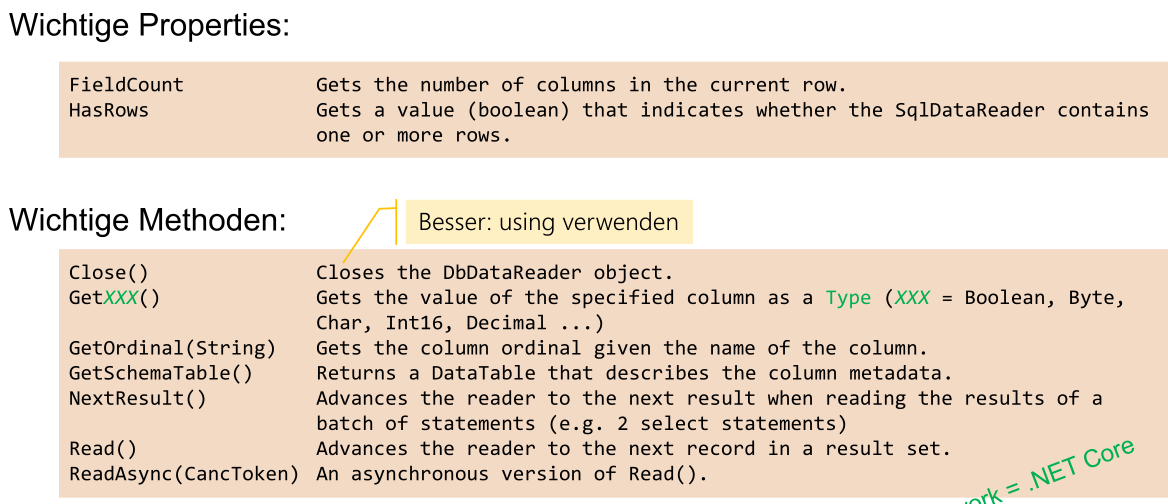 Wichtige Properties:
FieldCount Gets the number of columns in the current row.
HasRows Gets a value (boolean) that indicates whether the SqlDataReader contains
one or more rows.
Wichtige Methoden:
Besser: using verwenden
Close() Closes the DbDataReader object.
GetXXX() Gets the value of the specified column as a Type (XXX = Boolean, Byte,
Char, Int16, Decimal ...)
GetOrdinal(String) Gets the column ordinal given the name of the column.
GetSchemaTable() Returns a DataTable that describes the column metadata.
NextResult() Advances the reader to the next result when reading the results of a
batch of statements (e.g. 2 select statements)
Read() Advances the reader to the next record in a result set.
ReadAsync(CancToken) An asynchronous version of Read().
= .NET Core